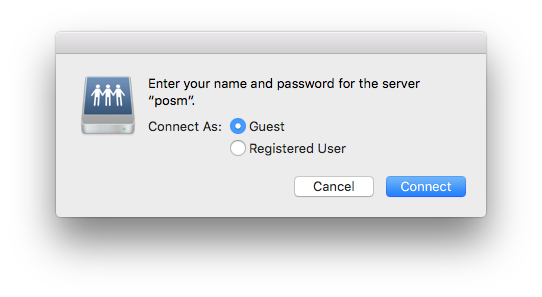 Enter your name and password for the server
“posm”.
Connect As: Guest
Registered User
Cancel Connect